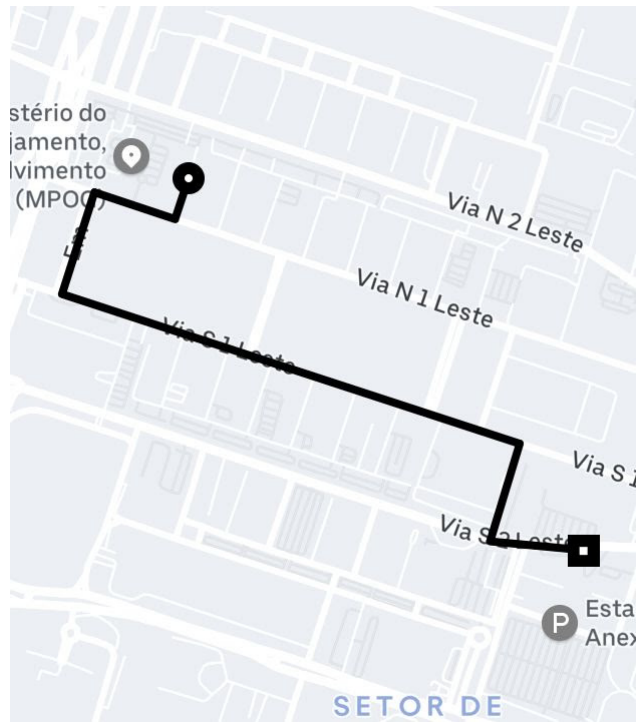 stério do
jamento,
lvimento
(MPOG)
Via N 2 Leste
Via N 1 Leste
Via S 1 Leste
Via S 1
Via S 2 Leste
P
Esta
Anex
SETOR DE